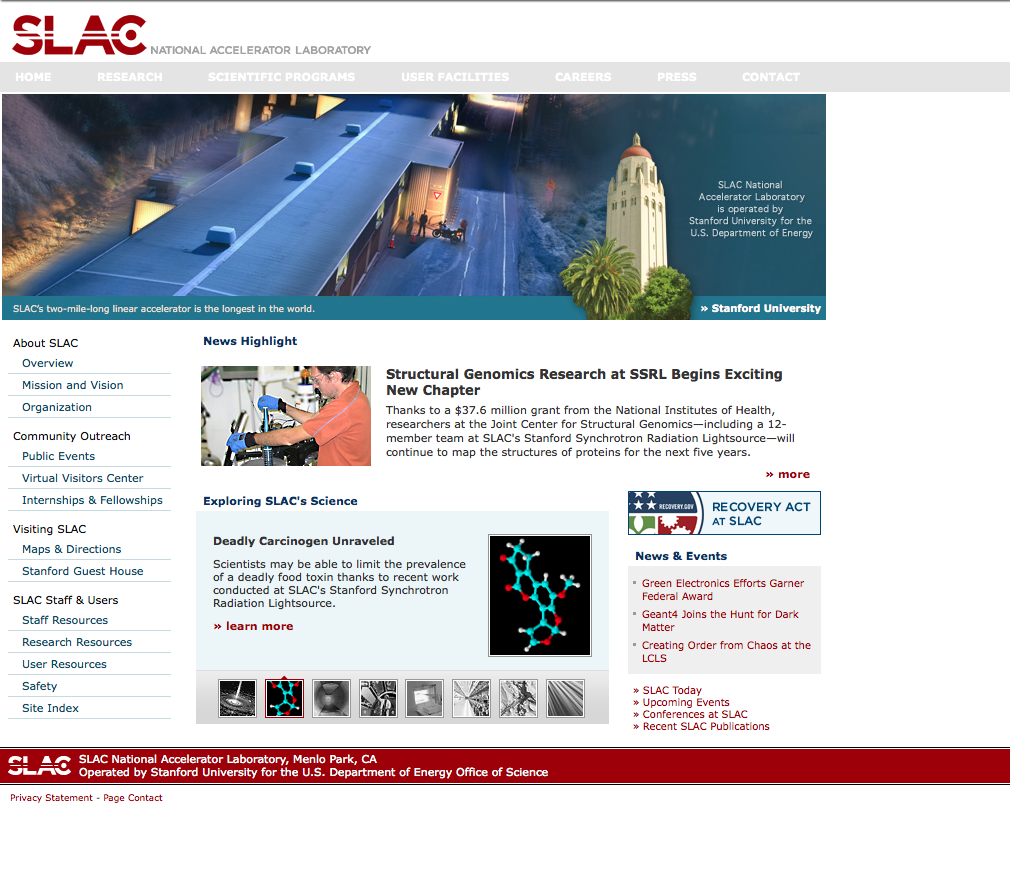 SLAC NATIONAL ACCELERATOR LABORATORY
HOME RESEARCH SCIENTIFIC PROGRAMS USER FACILITIES CAREERS PRESS CONTACT
SLAC National
Accelerator Laboratory
is operated by
Stanford University for the
U.S. Department of Energy
SLAC's two-mile-long linear accelerator is the longest in the world.
» Stanford University
About SLAC
Overview
Mission and Vision
Organization
Community Outreach
Public Events
Virtual Visitors Center
Internships & Fellowships
Visiting SLAC
Maps & Directions
Stanford Guest House
SLAC Staff & Users
Staff Resources
Research Resources
User Resources
Safety
Site Index
News Highlight
Structural Genomics Research at SSRL Begins Exciting
New Chapter
Thanks to a $37.6 million grant from the National Institutes of Health,
researchers at the Joint Center for Structural Genomics—including a 12-
member team at SLAC's Stanford Synchrotron Radiation Lightsource—will
continue to map the structures of proteins for the next five years.
» more
Exploring SLAC's Science
Deadly Carcinogen Unraveled
Scientists may be able to limit the prevalence
of a deadly food toxin thanks to recent work
conducted at SLAC's Stanford Synchrotron
Radiation Lightsource.
» learn more
RECOVERY.GOV
RECOVERY ACT
AT SLAC
News & Events
Green Electronics Efforts Garner
Federal Award
Geant4 Joins the Hunt for Dark
Matter
Creating Order from Chaos at the
LCLS
» SLAC Today
» Upcoming Events
» Conferences at SLAC
» Recent SLAC Publications
SLAC
SLAC National Accelerator Laboratory, Menlo Park, CA
Operated by Stanford University for the U.S. Department of Energy Office of Science
Privacy Statement - Page Contact